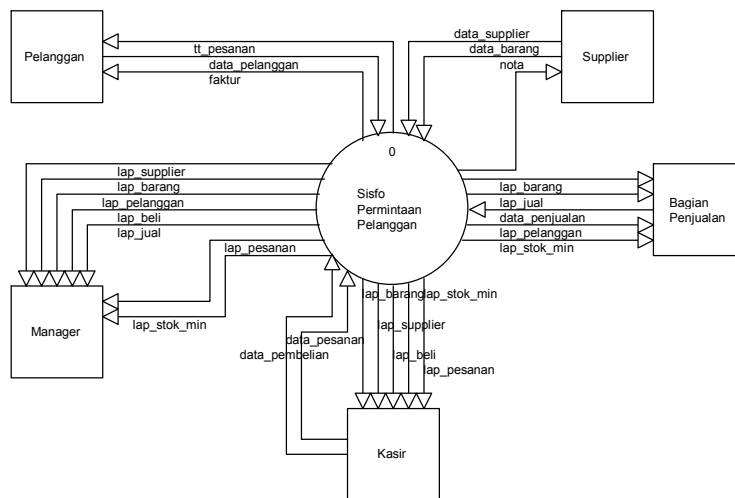 Pelanggan
tt_pesanan
data_pelanggan
faktur
data_supplier
data_barang
nota
Supplier
0
Sisfo
Permintaan
Pelanggan
lap_supplier
lap_barang
lap_pelanggan
lap_beli
lap_jual
lap_pesanan
lap_stok_min
Manager
lap_barang
lap_jual
data_penjualan
lap_pelanggan
lap_stok_min
Bagian
Penjualan
data_pesanan
data_pembelian
lap_barang
lap_stok_min
lap_supplier
lap_beli
lap_pesanan
Kasir